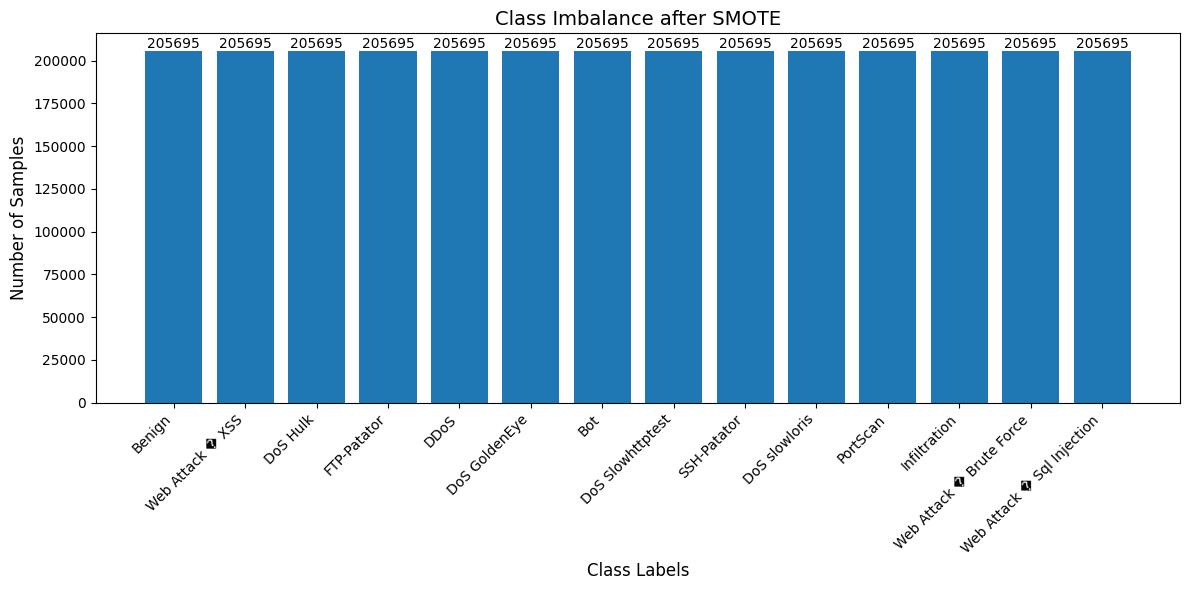 Class Imbalance after SMOTE
205695 205695 205695 205695 205695 205695 205695 205695 205695 205695 205695 205695 205695 205695
Number of Samples
200000
175000
150000
125000
100000
75000
50000
25000
0
Benign
Web Attack � XSS
DoS Hulk
FTP-Patator
DDoS
DoS GoldenEye
Bot
DoS Slowhttptest
SSH-Patator
DoS slowloris
PortScan
Infiltration
Web Attack � Brute Force
Web Attack � Sql Injection
Class Labels